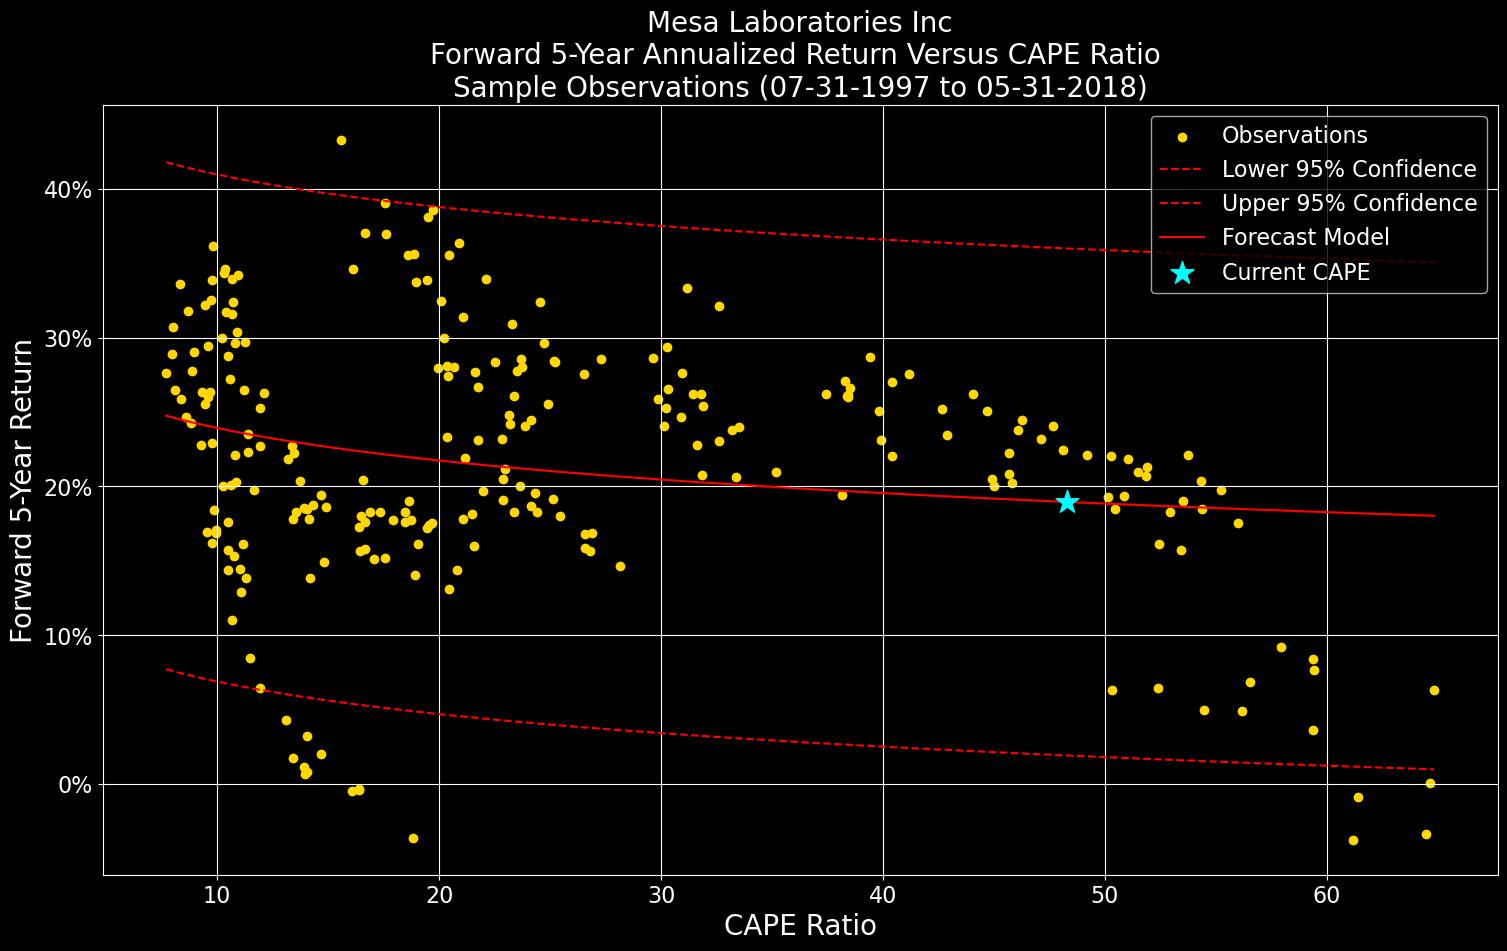 Mesa Laboratories Inc
Forward 5-Year Annualized Return Versus CAPE Ratio
Sample Observations (07-31-1997 to 05-31-2018)
Observations
Lower 95% Confidence
Upper 95% Confidence
Forecast Model
Current CAPE
Forward 5-Year Return
40%
30%
20%
10%
0%
10 20 30 40 50 60
CAPE Ratio